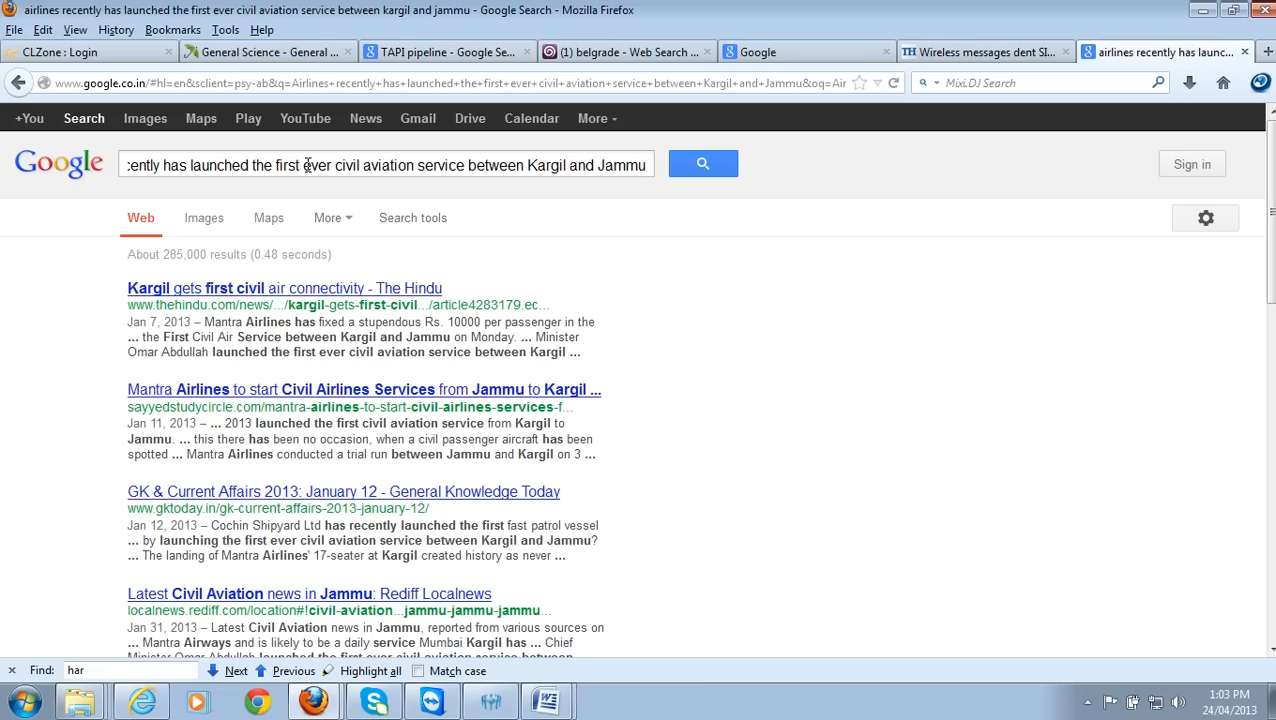 airlines recently has launched the first ever civil aviation service between kargil and jammu - Google Search - Mozilla Firefox
File Edit View History Bookmarks Tools Help
CLZone : Login
General Science - General ...
TAPI pipeline - Google Se...
(1) belgrade - Web Search ...
Google
TH Wireless messages dent SI...
airlines recently has launc...
www.google.co.in/#hl=en&sclient=psy-ab&q=Airlines+recently+has+launched+the+first+ever+civil+aviation+service+between+Kargil+and+Jammu&oq=Air
Mixi.DJ Search
+You Search Images Maps Play YouTube News Gmail Drive Calendar More
Google
cently has launched the first ever civil aviation service between Kargil and Jammu
Sign in
Web Images Maps More Search tools
About 285,000 results (0.48 seconds)
Kargil gets first civil air connectivity - The Hindu
www.thehindu.com/news/.../kargil-gets-first-civil.../article4283179.ec...
Jan 7, 2013 – Mantra Airlines has fixed a stupendous Rs. 10000 per passenger in the
... the First Civil Air Service between Kargil and Jammu on Monday. ... Minister
Omar Abdullah launched the first ever civil aviation service between Kargil ...
Mantra Airlines to start Civil Airlines Services from Jammu to Kargil ...
sayyedstudycircle.com/mantra-airlines-to-start-civil-airlines-services-f...
Jan 11, 2013 – ... 2013 launched the first civil aviation service from Kargil to
Jammu. ... this there has been no occasion, when a civil passenger aircraft has been
spotted ... Mantra Airlines conducted a trial run between Jammu and Kargil on 3 ...
GK & Current Affairs 2013: January 12 - General Knowledge Today
www.gktoday.in/gk-current-affairs-2013-january-12/
Jan 12, 2013 – Cochin Shipyard Ltd has recently launched the first fast patrol vessel
... by launching the first ever civil aviation service between Kargil and Jammu?
... The landing of Mantra Airlines' 17-seater at Kargil created history as never ...
Latest Civil Aviation news in Jammu: Rediff Localnews
localnews.rediff.com/location#!civil-aviation...jammu-jammu-jammu...
Jan 31, 2013 – Latest Civil Aviation news in Jammu, reported from various sources on
... Mantra Airways and is likely to be a daily service Mumbai Kargil has ... Chief
Minister Omar Abdullah launched the first ever civil aviation service between
Find: har Next Previous Highlight all Match case
1:03 PM
24/04/2013